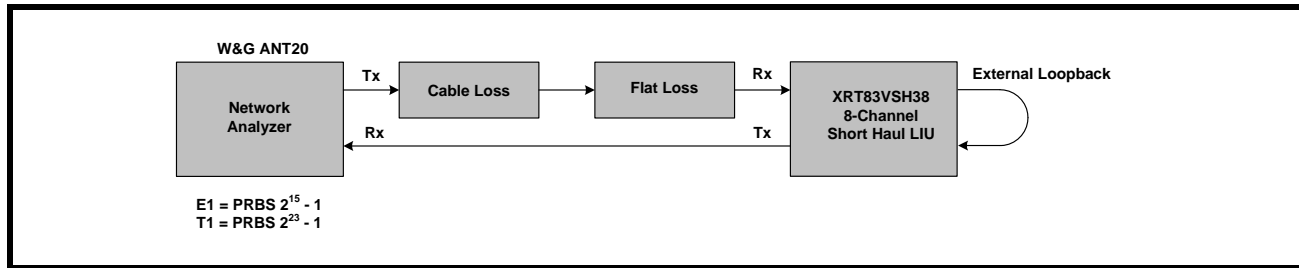 W&G ANT20
Network
Analyzer
Tx
Cable Loss
Flat Loss
Rx
XRT83VSH38
8-Channel
Short Haul LIU
External Loopback
Rx
Tx
E1 = PRBS 2^15 - 1
T1 = PRBS 2^23 - 1